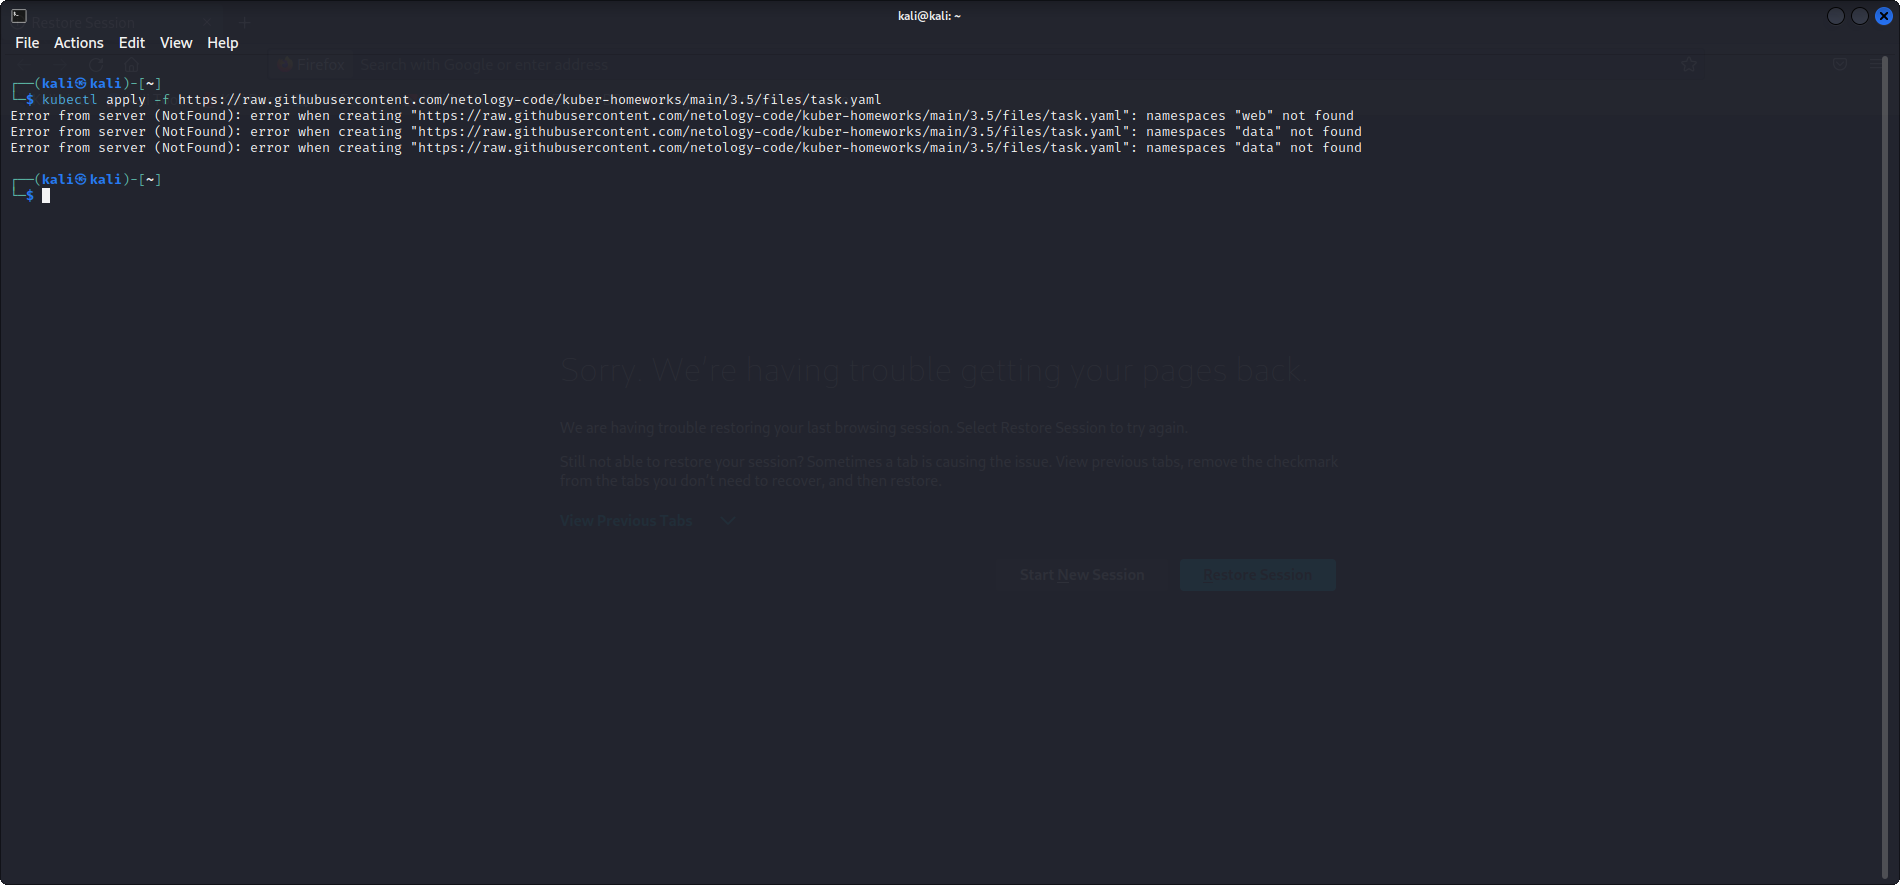 Restore Session
kali@kali: ~
File Actions Edit View Help
Firefox Search with Google or enter address
┌──(kali㉿kali)-[~]
└─$ kubectl apply -f https://raw.githubusercontent.com/netology-code/kuber-homeworks/main/3.5/files/task.yaml
Error from server (NotFound): error when creating "https://raw.githubusercontent.com/netology-code/kuber-homeworks/main/3.5/files/task.yaml": namespaces "web" not found
Error from server (NotFound): error when creating "https://raw.githubusercontent.com/netology-code/kuber-homeworks/main/3.5/files/task.yaml": namespaces "data" not found
Error from server (NotFound): error when creating "https://raw.githubusercontent.com/netology-code/kuber-homeworks/main/3.5/files/task.yaml": namespaces "data" not found
┌──(kali㉿kali)-[~]
└─$
Sorry. We're having trouble getting your pages back.
We are having trouble restoring your last browsing session. Select Restore Session to try again.
Still not able to restore your session? Sometimes a tab is causing the issue. View previous tabs, remove the checkmark
from the tabs you don't need to recover, and then restore.
View Previous Tabs
Start New Session Restore Session